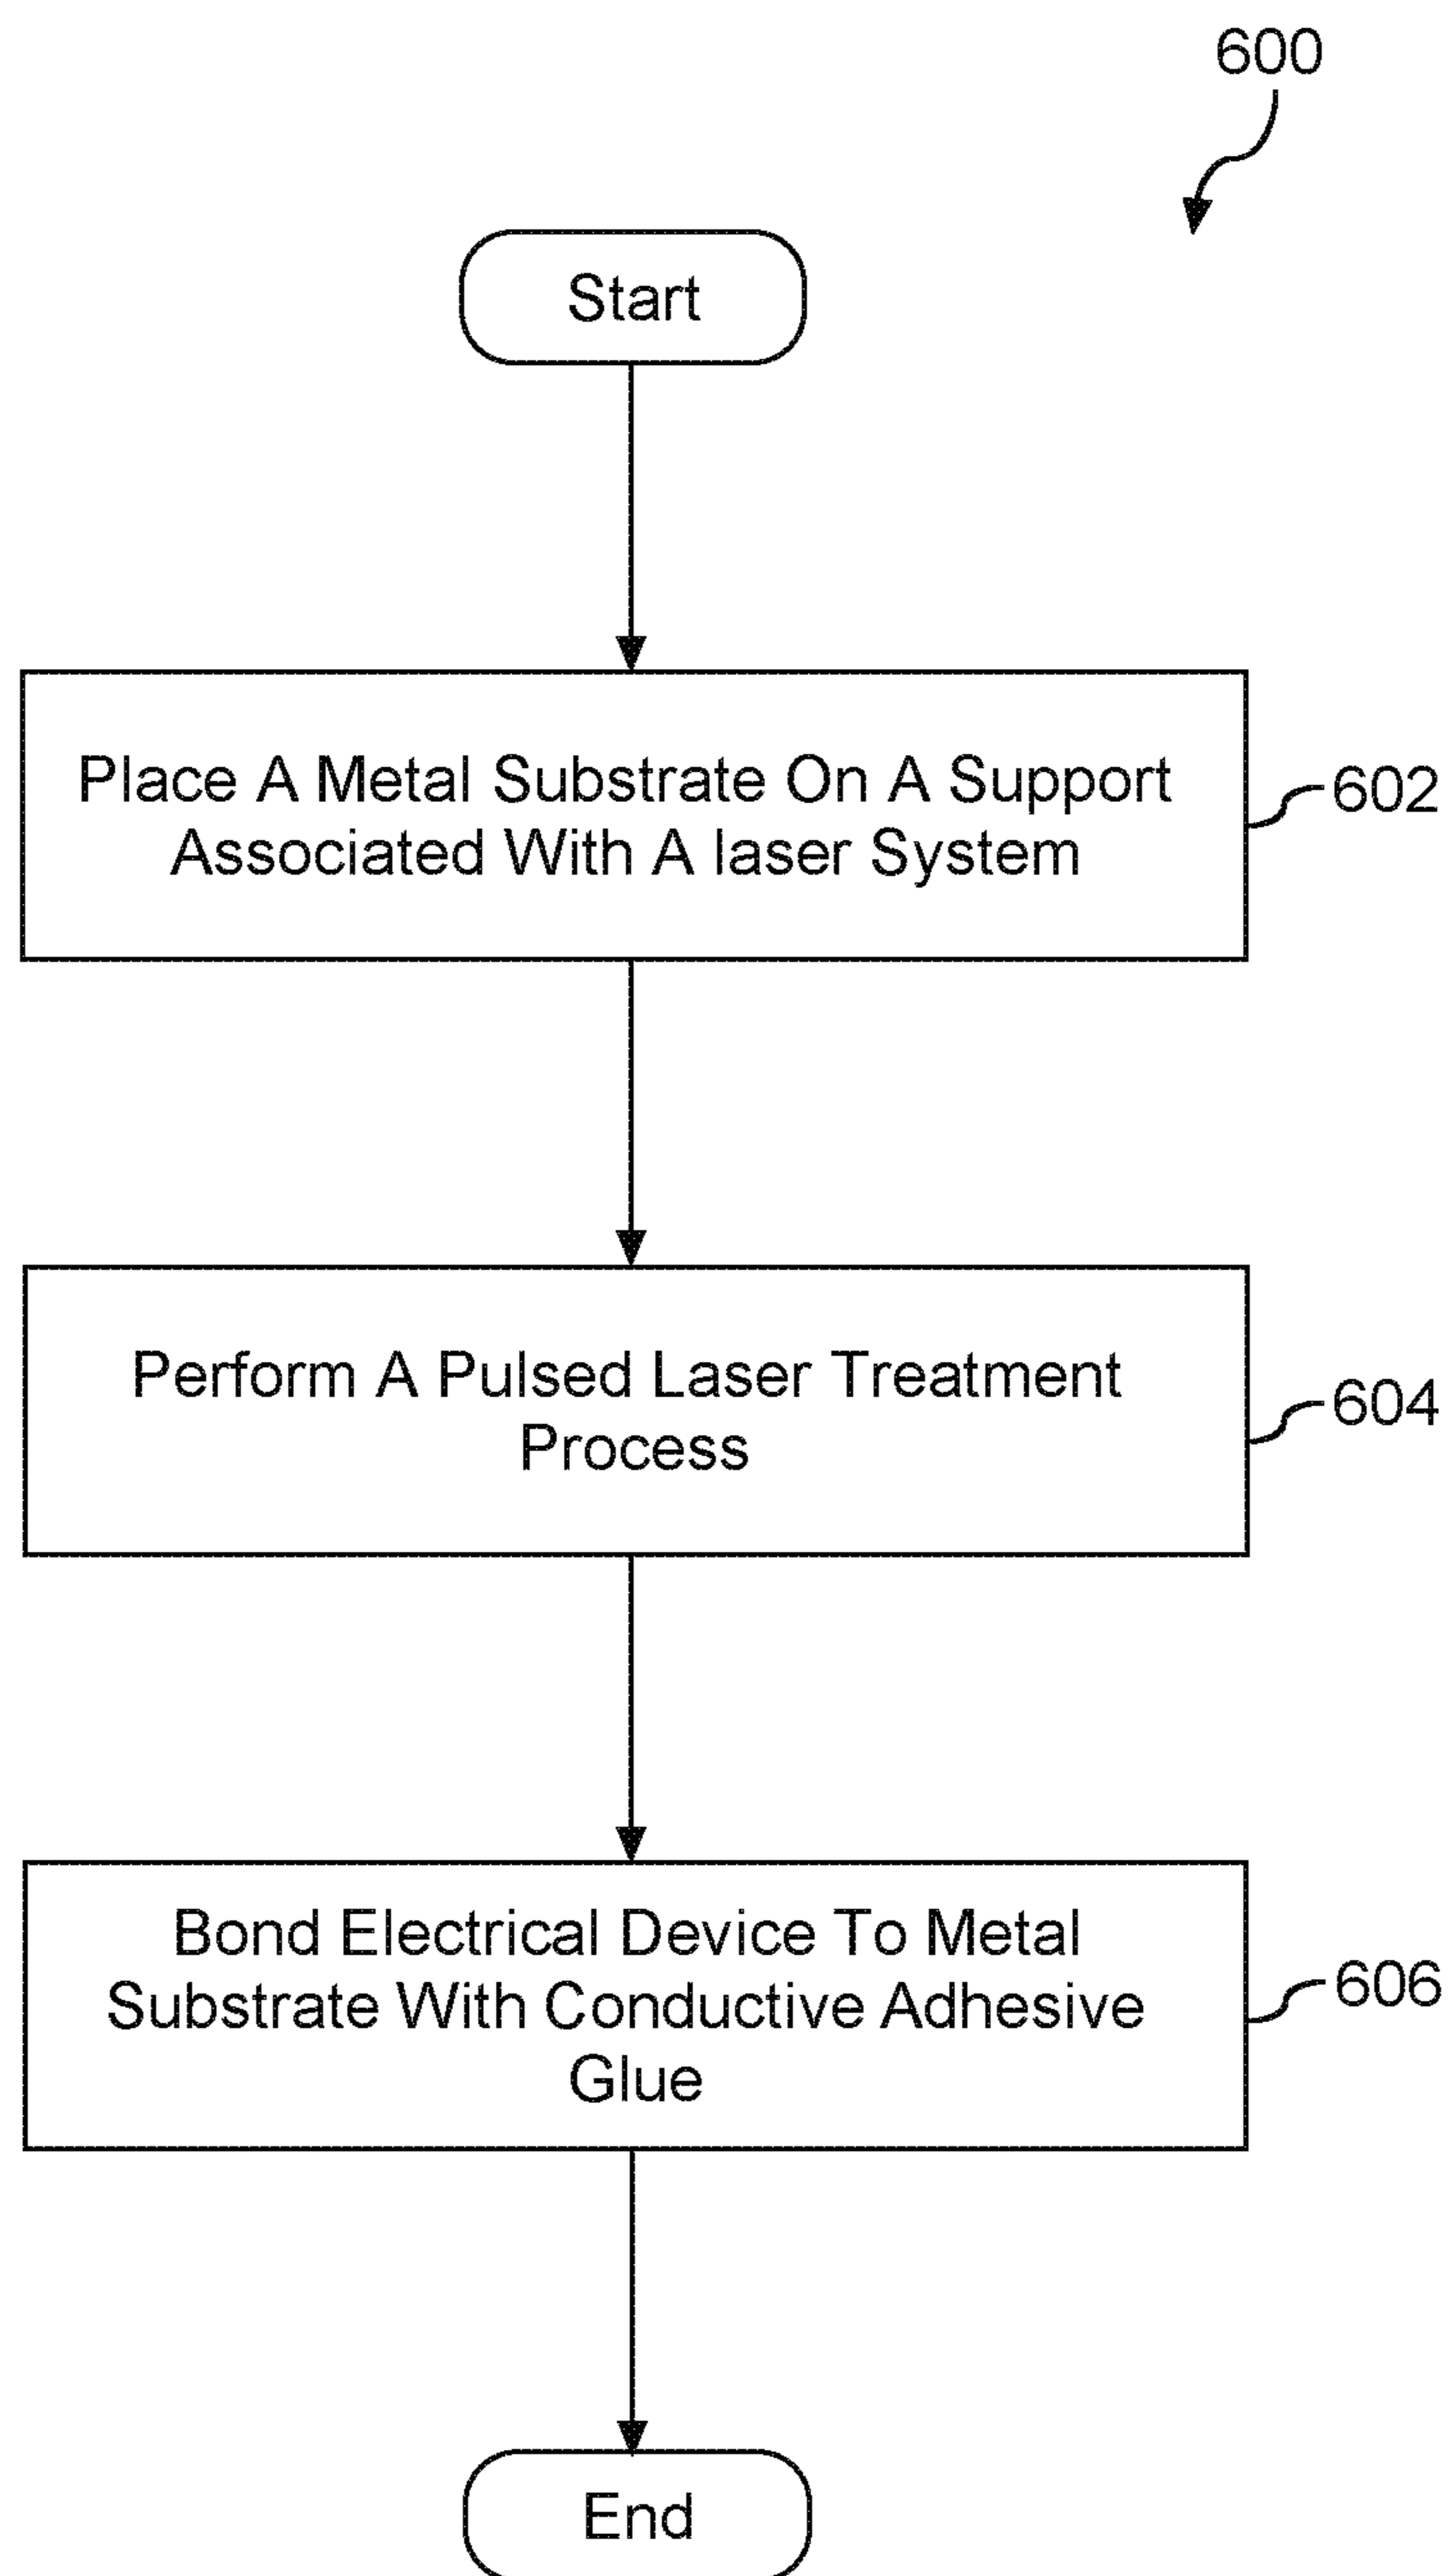 600
Start
Place A Metal Substrate On A Support
Associated With A laser System
602
Perform A Pulsed Laser Treatment
Process
604
Bond Electrical Device To Metal
Substrate With Conductive Adhesive
Glue
606
End